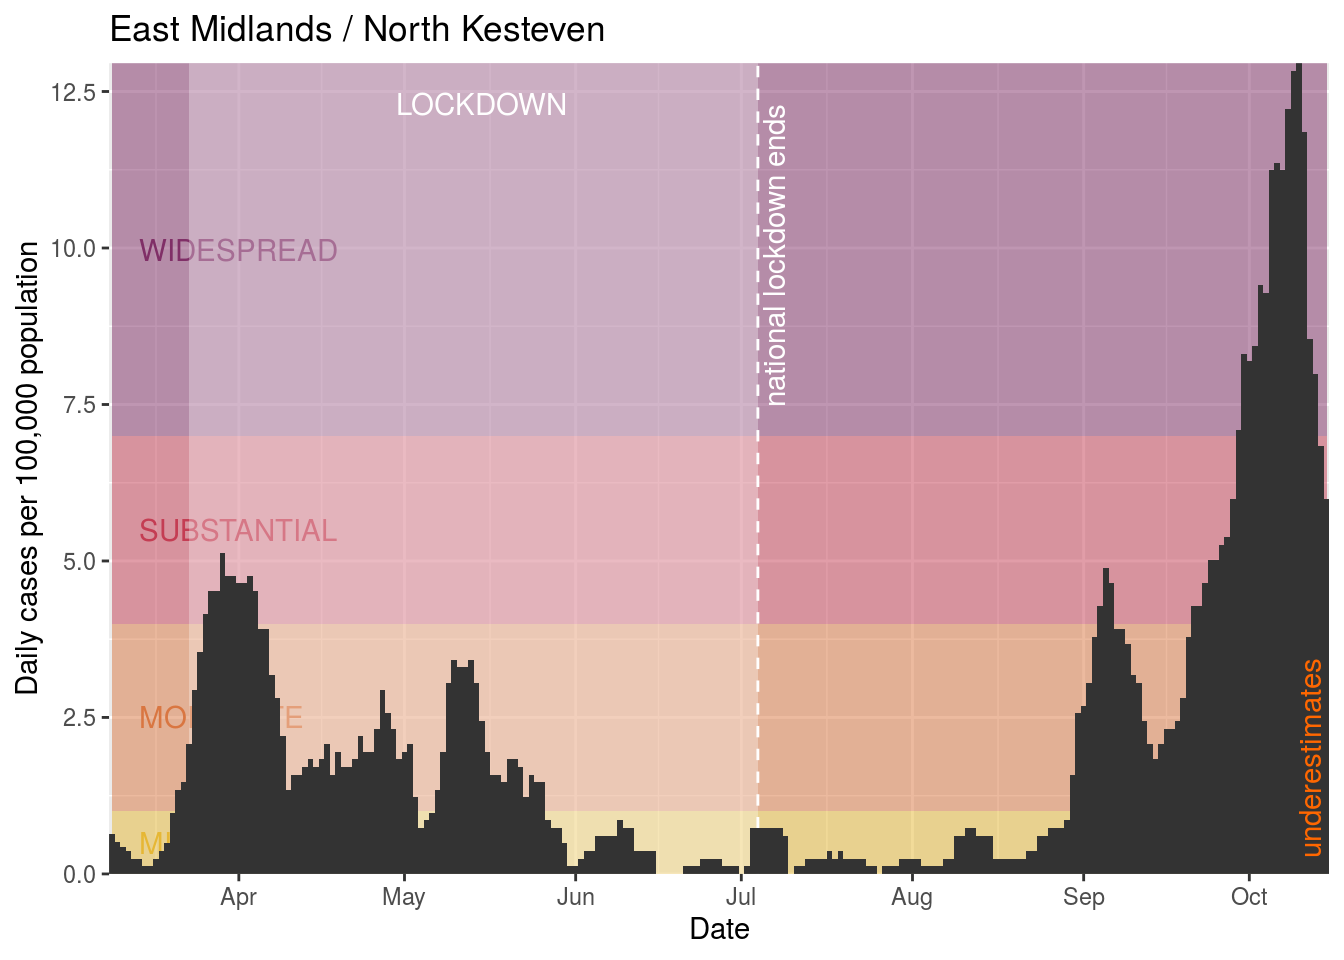 East Midlands / North Kesteven
Daily cases per 100,000 population
12.5
10.0
7.5
5.0
2.5
0.0
LOCKDOWN
national lockdown ends
WIDESPREAD
SUBSTANTIAL
underestimates
Apr
May
Jun
Jul
Aug
Sep
Oct
Date